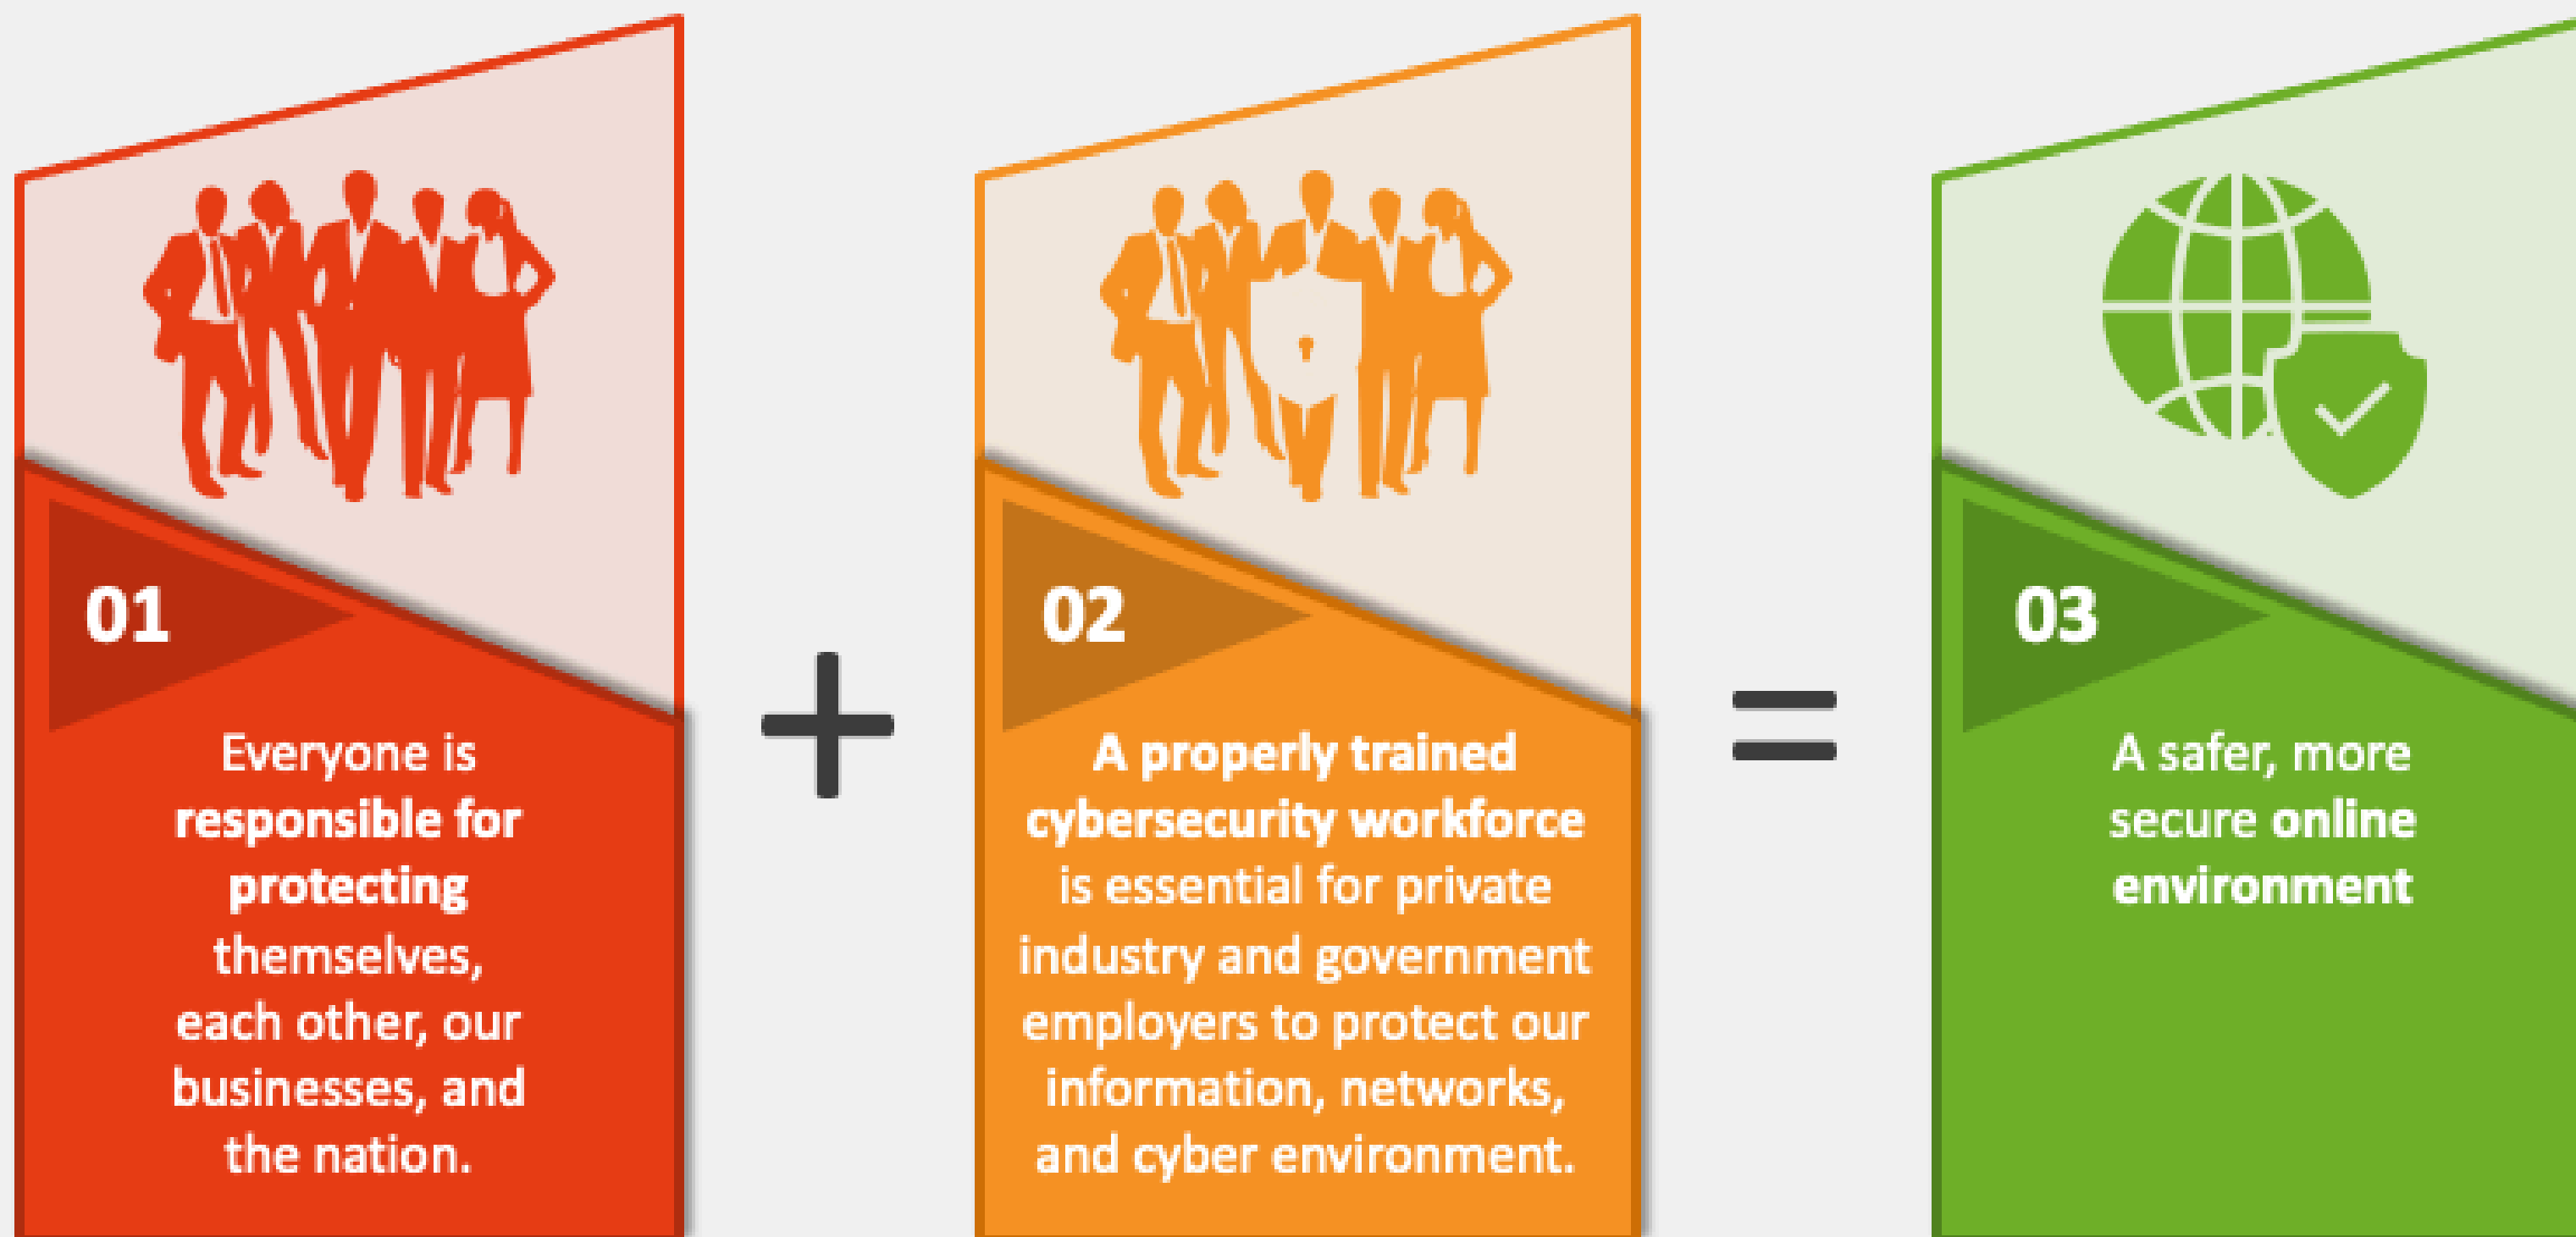 01
Everyone is
responsible for
protecting
themselves,
each other, our
businesses, and
the nation.
+
02
A properly trained
cybersecurity workforce
is essential for private
industry and government
employers to protect our
information, networks,
and cyber environment.
=
03
A safer, more
secure online
environment